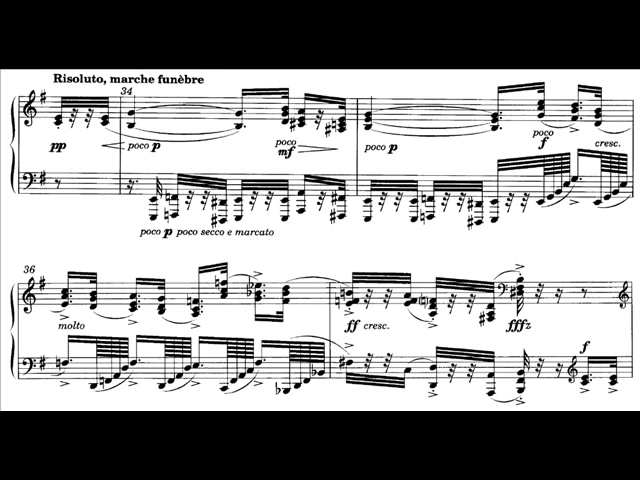 Risoluto, marche funèbre
34
pp poco p poco mf poco p poco f cresc.
poco p poco secco e marcato
36
molto ff cresc. fffz
f